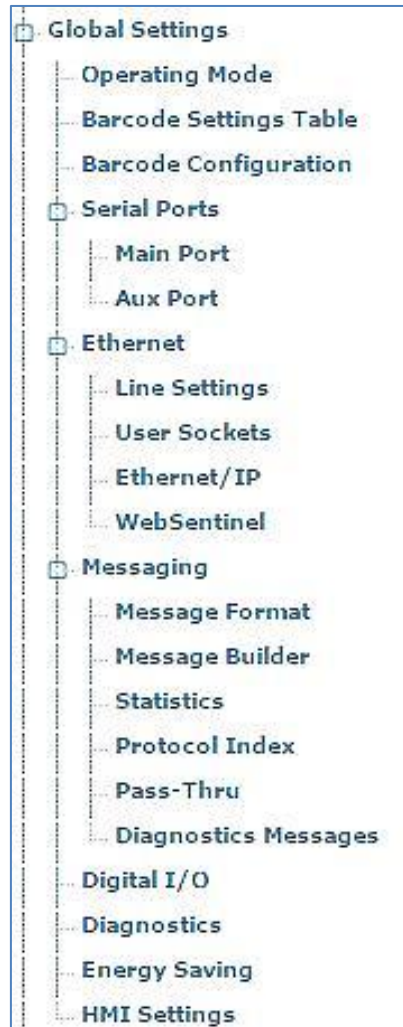 Global Settings
Operating Mode
Barcode Settings Table
Barcode Configuration
Serial Ports
Main Port
Aux Port
Ethernet
Line Settings
User Sockets
Ethernet/IP
WebSentinel
Messaging
Message Format
Message Builder
Statistics
Protocol Index
Pass-Thru
Diagnostics Messages
Digital I/O
Diagnostics
Energy Saving
HMI Settings